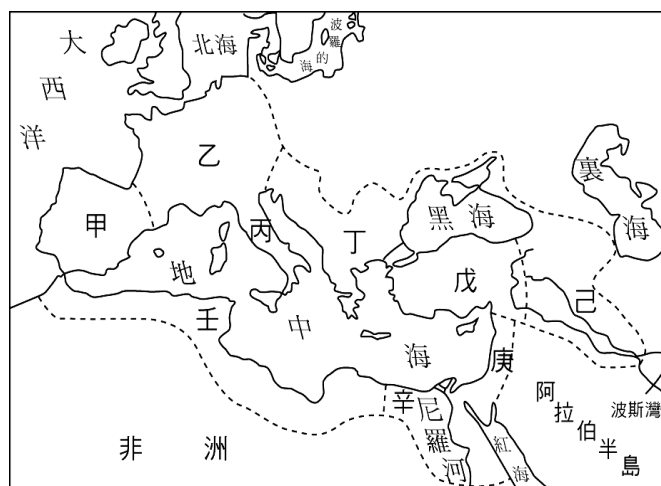 大西洋
北海
波羅的海
乙
裏海
甲
丙
丁
黑海
地中海
戊
己
壬
庚
辛
尼羅河
紅海
阿拉伯半島
波斯灣
非洲